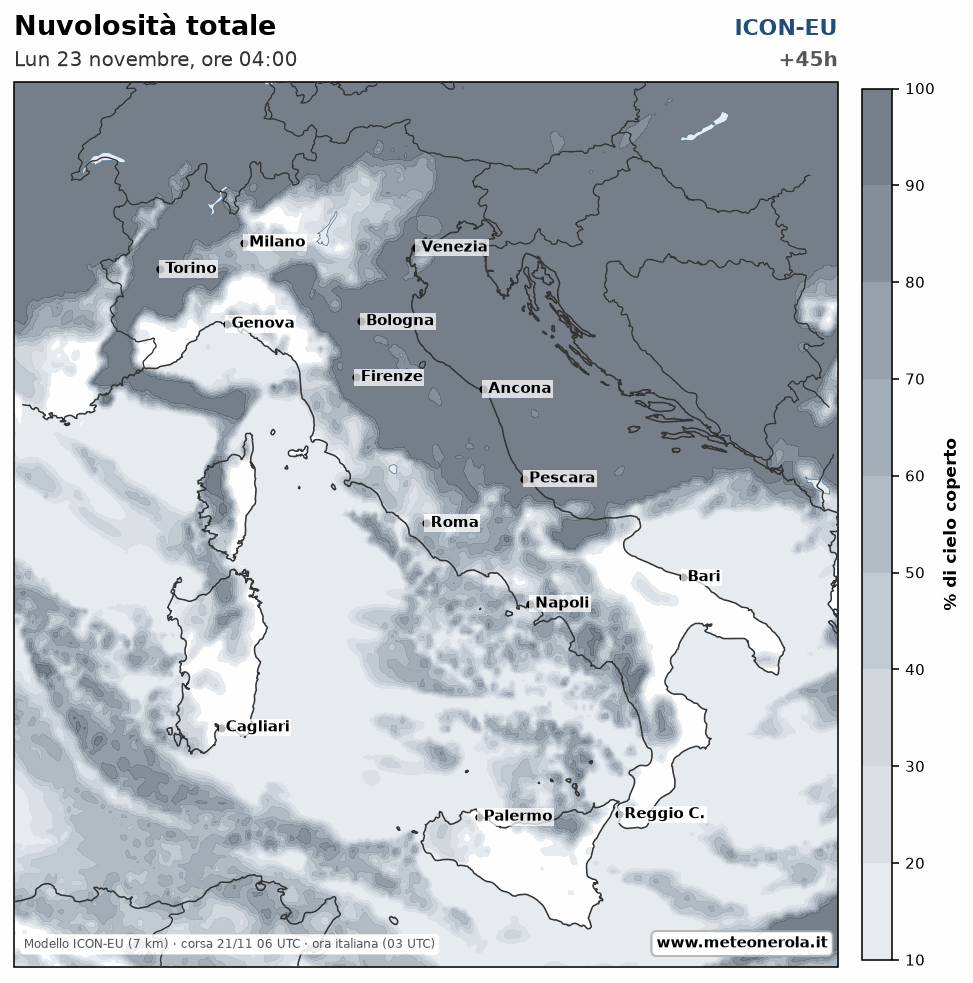 Nuvolosità totale
ICON-EU
Lun 23 novembre, ore 04:00
+45h
100
90
80
70
60
50
40
30
20
10
% di cielo coperto
Milano
Venezia
Torino
Genova
Bologna
Firenze
Ancona
Pescara
Roma
Bari
Napoli
Cagliari
Palermo
Reggio C.
Modello ICON-EU (7 km) · corsa 21/11 06 UTC · ora italiana (03 UTC)
www.meteonerola.it